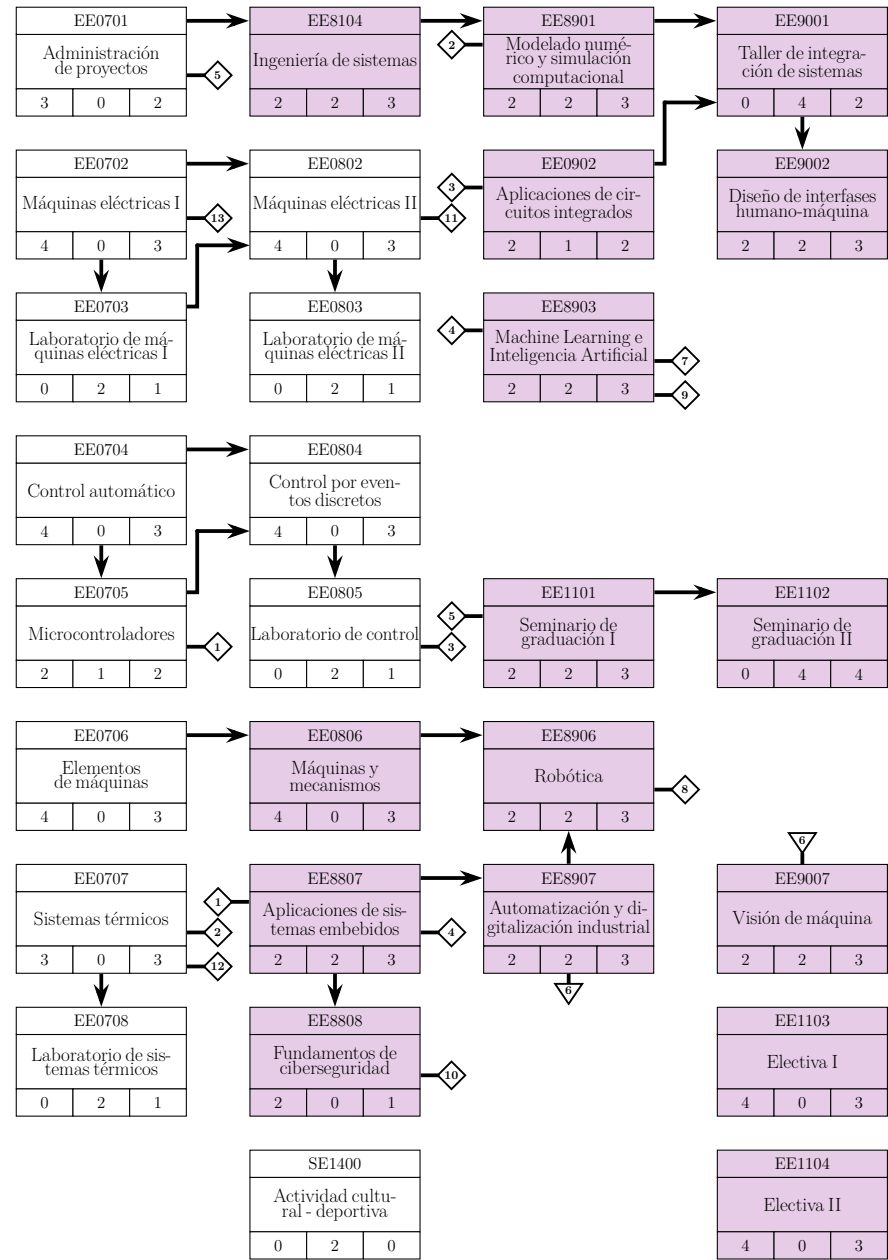 EE0701
Administración
de proyectos
3 0 2
5
EE8104
Ingeniería de sistemas
2 2 3
2
EE8901
Modelado numé-
rico y simulación
computacional
2 2 3
EE9001
Taller de integra-
ción de sistemas
0 4 2
EE0702
Máquinas eléctricas I
4 0 3
13
EE0802
Máquinas eléctricas II
4 0 3
11
3
EE0902
Aplicaciones de cir-
cuitos integrados
2 1 2
EE9002
Diseño de interfases
humano-máquina
2 2 3
EE0703
Laboratorio de má-
quinas eléctricas I
0 2 1
EE0803
Laboratorio de má-
quinas eléctricas II
0 2 1
4
EE8903
Machine Learning e
Inteligencia Artificial
2 2 3
7
9
EE0704
Control automático
4 0 3
EE0804
Control por even-
tos discretos
4 0 3
EE0705
Microcontroladores
2 1 2
1
EE0805
Laboratorio de control
0 2 1
3
5
EE1101
Seminario de
graduación I
2 2 3
EE1102
Seminario de
graduación II
0 4 4
EE0706
Elementos
de máquinas
4 0 3
EE0806
Máquinas y
mecanismos
4 0 3
EE8906
Robótica
2 2 3
8
EE0707
Sistemas térmicos
3 0 3
2
12
1
EE8807
Aplicaciones de sis-
temas embebidos
2 2 3
4
EE8907
Automatización y di-
gitalización industrial
2 2 3
6
6
EE9007
Visión de máquina
2 2 3
EE0708
Laboratorio de sis-
temas térmicos
0 2 1
EE8808
Fundamentos de
ciberseguridad
2 0 1
10
EE1103
Electiva I
4 0 3
SE1400
Actividad cultu-
ral - deportiva
0 2 0
EE1104
Electiva II
4 0 3